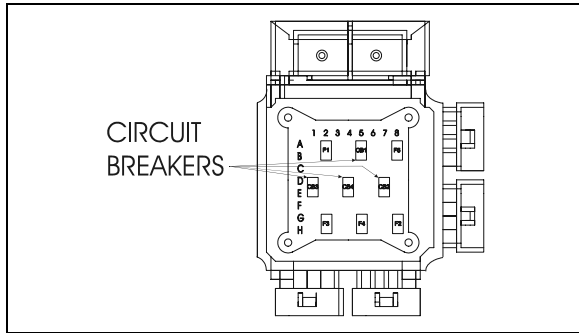 CIRCUIT
BREAKERS
1 2 3 4 5 6 7 8
A
B
C
D
E
F
G
H
F1 CB1 F5
CB3 CB4 CB2
F3 F4 F2